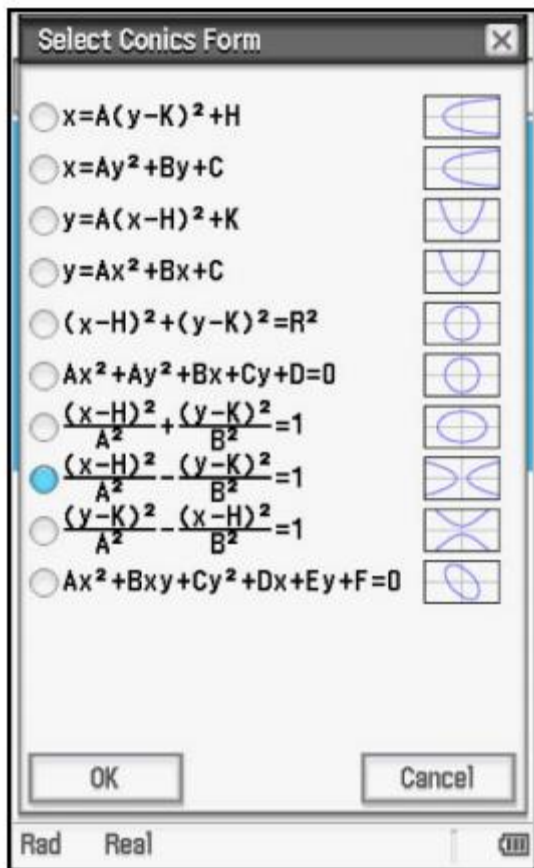 Select Conics Form
x=A(y-K)²+H
x=Ay²+By+C
y=A(x-H)²+K
y=Ax²+Bx+C
(x-H)²+(y-K)²=R²
Ax²+Ay²+Bx+Cy+D=0
(x-H)²/A²+(y-K)²/B²=1
(x-H)²/A²-(y-K)²/B²=1
(y-K)²/A²-(x-H)²/B²=1
Ax²+Bxy+Cy²+Dx+Ey+F=0
OK Cancel
Rad Real